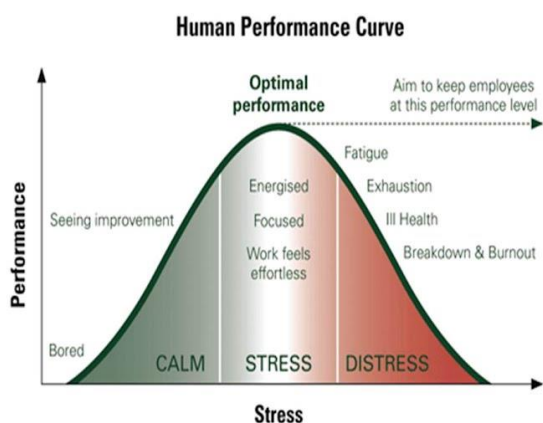 Human Performance Curve
Optimal
performance
Aim to keep employees
at this performance level
Fatigue
Energised
Exhaustion
Seeing improvement
Focused
Ill Health
Work feels
effortless
Breakdown & Burnout
Performance
Bored
CALM
STRESS
DISTRESS
Stress